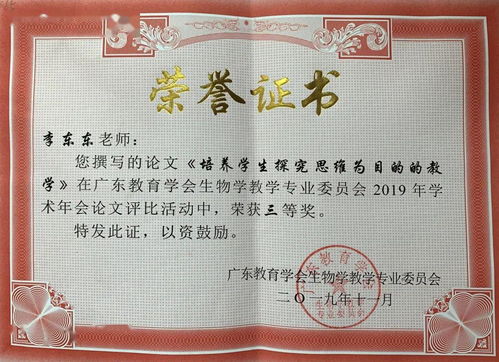 荣誉证书
李东东老师：
您撰写的论文《培养学生探究思维为目的的教
学》在广东教育学会生物学教学专业委员会2019年学
术年会论文评比活动中，荣获三等奖。
特发此证，以资鼓励。
广东教育学会生物学教学专业委员会
二〇一九年十一月